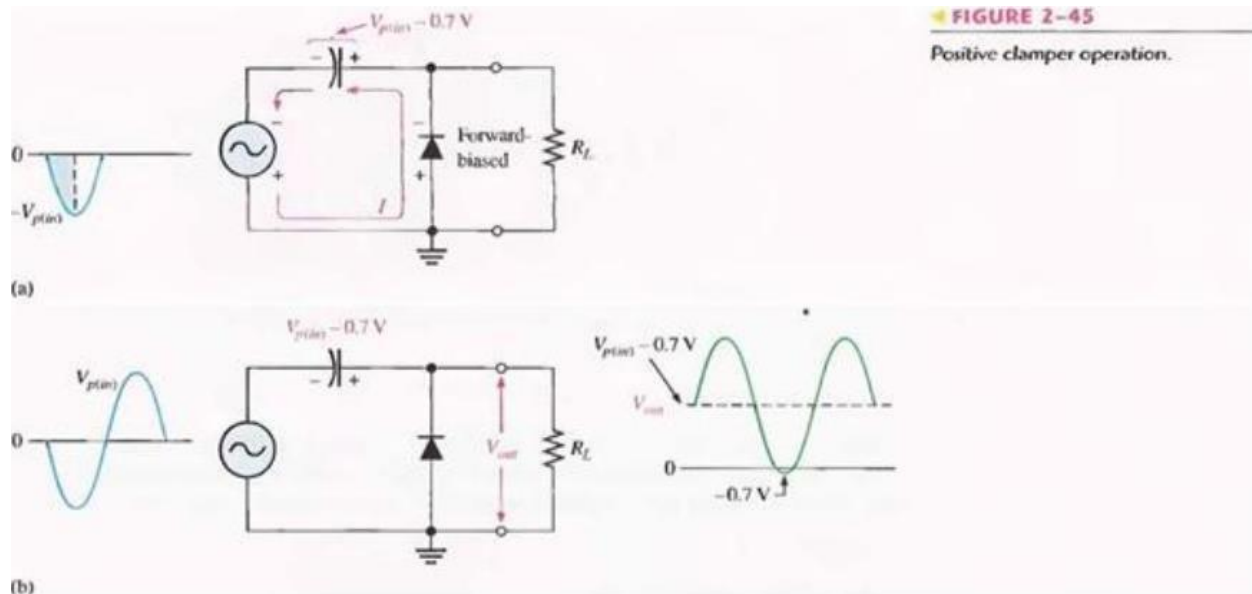 FIGURE 2-45
Positive clamper operation.
Vp(in) − 0.7 V
− +
−
−
Forward-
biased
RL
0
+
+
−Vp(in)
I
(a)
Vp(in) − 0.7 V
Vp(in) − 0.7 V
Vp(in)
− +
Vout
0
Vout
RL
0
−0.7 V
(b)